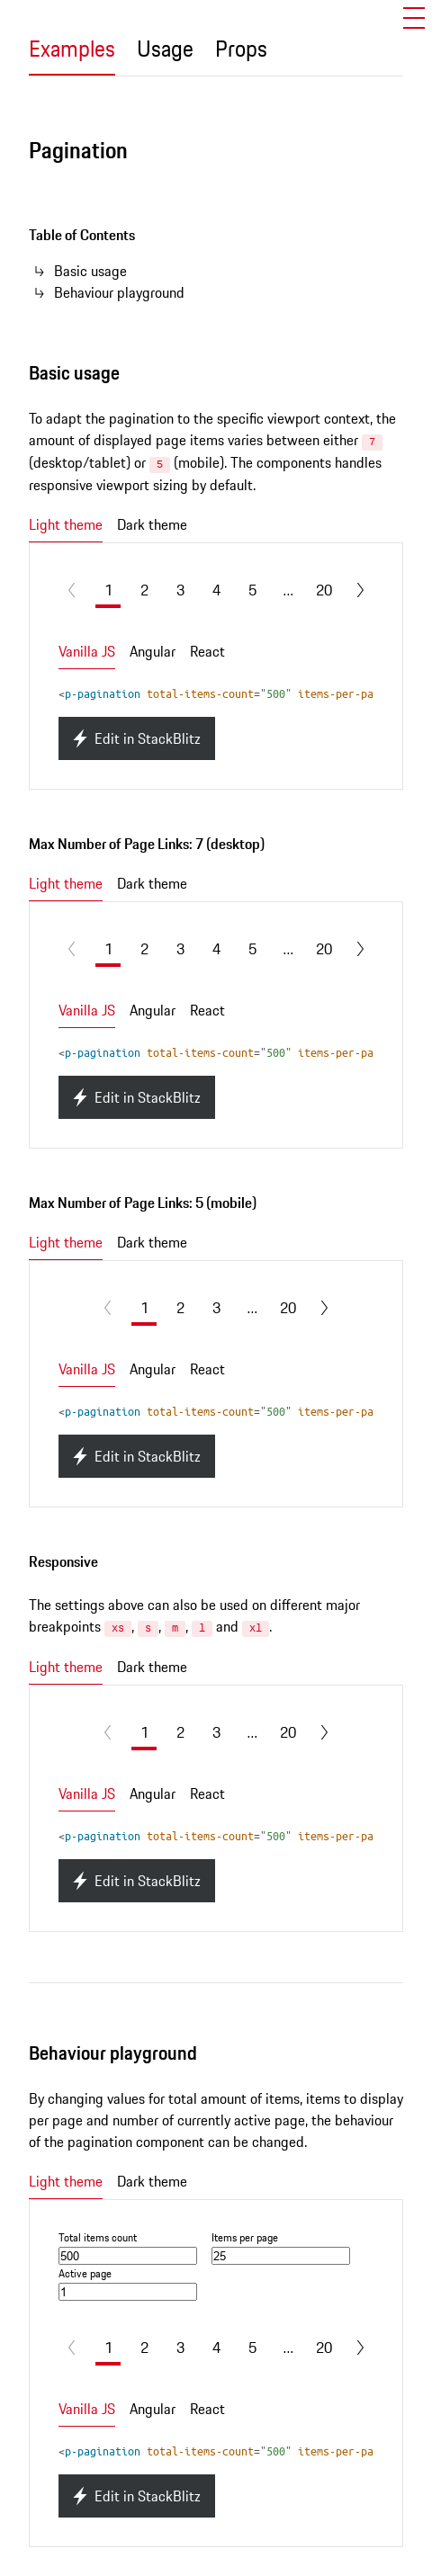 Examples Usage Props
Pagination
Table of Contents
Basic usage
Behaviour playground
Basic usage
To adapt the pagination to the specific viewport context, the
amount of displayed page items varies between either 7
(desktop/tablet) or 5 (mobile). The components handles
responsive viewport sizing by default.
Light theme Dark theme
1 2 3 4 5 ... 20
Vanilla JS Angular React
<p-pagination total-items-count="500" items-per-pa
Edit in StackBlitz
Max Number of Page Links: 7 (desktop)
Light theme Dark theme
1 2 3 4 5 ... 20
Vanilla JS Angular React
<p-pagination total-items-count="500" items-per-pa
Edit in StackBlitz
Max Number of Page Links: 5 (mobile)
Light theme Dark theme
1 2 3 ... 20
Vanilla JS Angular React
<p-pagination total-items-count="500" items-per-pa
Edit in StackBlitz
Responsive
The settings above can also be used on different major
breakpoints xs, s, m, l and xl.
Light theme Dark theme
1 2 3 ... 20
Vanilla JS Angular React
<p-pagination total-items-count="500" items-per-pa
Edit in StackBlitz
Behaviour playground
By changing values for total amount of items, items to display
per page and number of currently active page, the behaviour
of the pagination component can be changed.
Light theme Dark theme
Total items count Items per page
500 25
Active page
1
1 2 3 4 5 ... 20
Vanilla JS Angular React
<p-pagination total-items-count="500" items-per-pa
Edit in StackBlitz